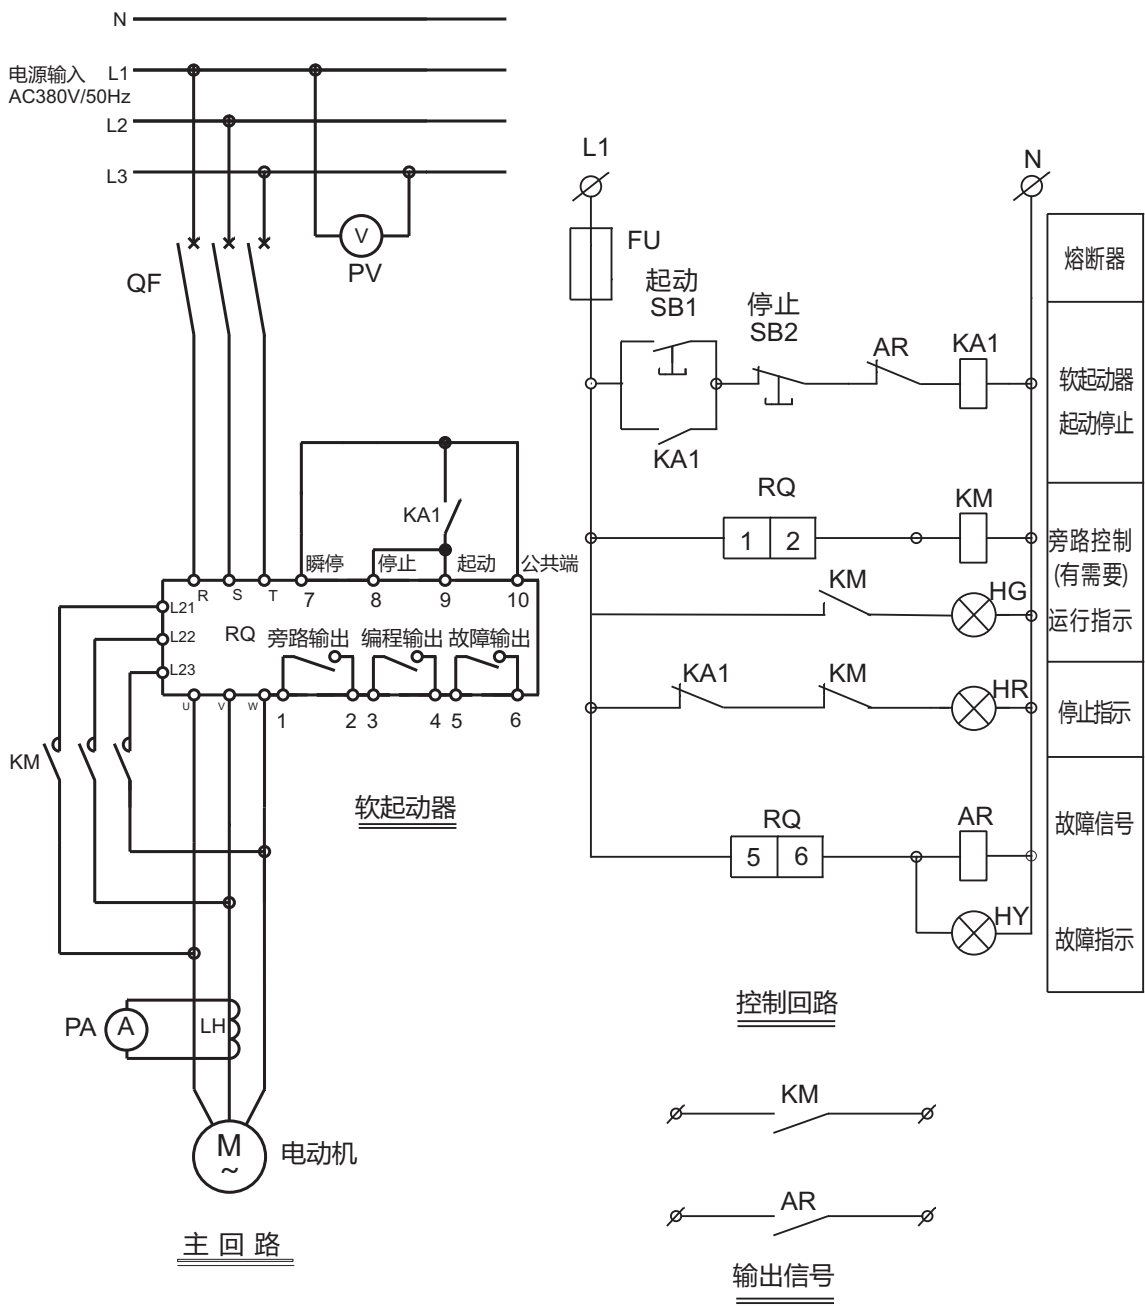 N
电源输入 L1
AC380V/50Hz
L2
L3
V
PV
QF
KA1
瞬停 停止 起动 公共端
R S T 7 8 9 10
L21
L22
L23
RQ 旁路输出 编程输出 故障输出
U V W 1 2 3 4 5 6
KM
软起动器
PA A LH
M
~
电动机
主回路
L1
N
FU
熔断器
起动
SB1
停止
SB2
AR
KA1
KA1
软起动器
起动停止
RQ
1 2
KM
旁路控制
(有需要)
KM
HG
运行指示
KA1
KM
HR
停止指示
RQ
5 6
AR
故障信号
HY
故障指示
控制回路
KM
AR
输出信号